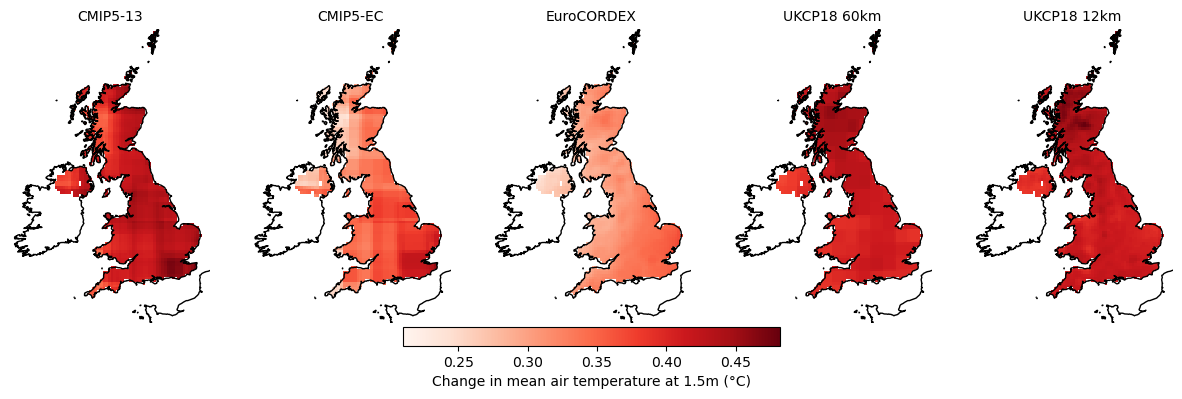 CMIP5-13
CMIP5-EC
EuroCORDEX
UKCP18 60km
UKCP18 12km
0.25
0.30
0.35
0.40
0.45
Change in mean air temperature at 1.5m (°C)